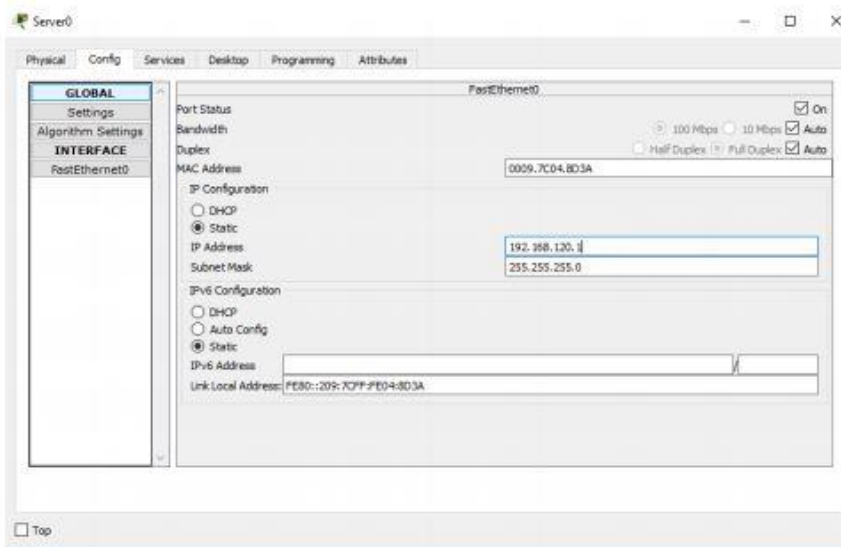 Server0
Physical Config Services Desktop Programming Attributes
GLOBAL
Settings
Algorithm Settings
INTERFACE
FastEthernet0
FastEthernet0
Port Status On
Bandwidth 100 Mbps 10 Mbps Auto
Duplex Half Duplex Full Duplex Auto
MAC Address 0009.7C04.8D3A
IP Configuration
DHCP
Static
IP Address 192.168.120.1
Subnet Mask 255.255.255.0
IPv6 Configuration
DHCP
Auto Config
Static
IPv6 Address /
Link Local Address: FE80::209:7CFF:FE04:8D3A
Top